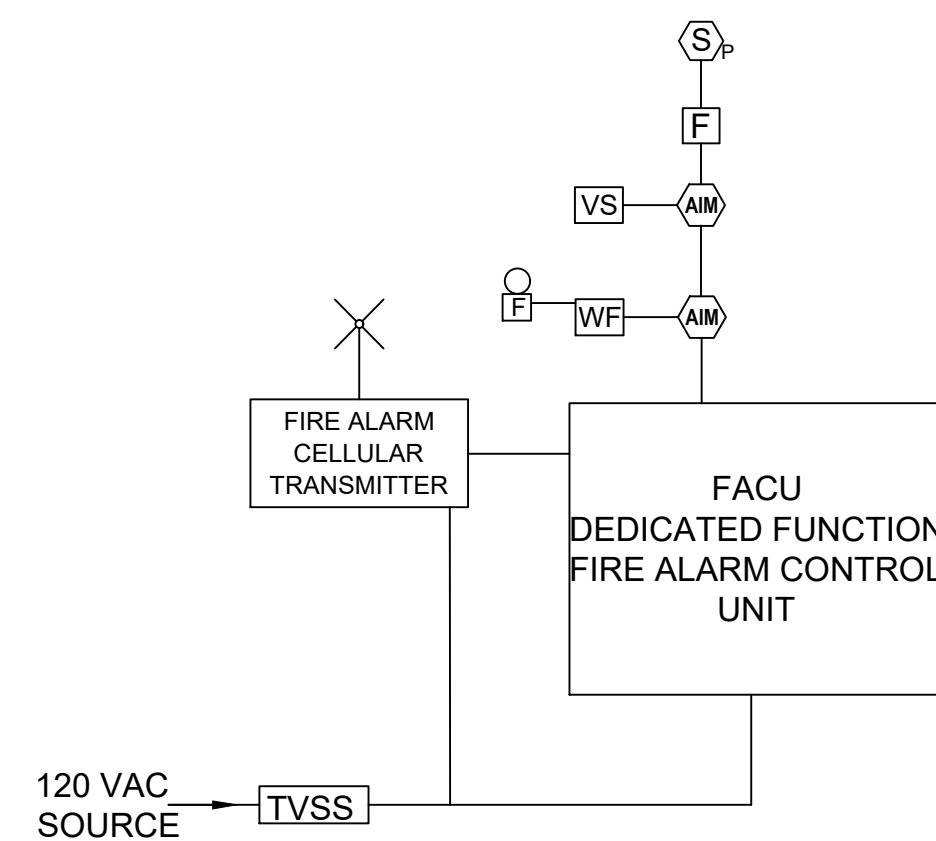 S
P
F
VS
AIM
F
WF
AIM
FIRE ALARM
CELLULAR
TRANSMITTER
FACU
DEDICATED FUNCTION
FIRE ALARM CONTROL
UNIT
120 VAC
SOURCE
TVSS